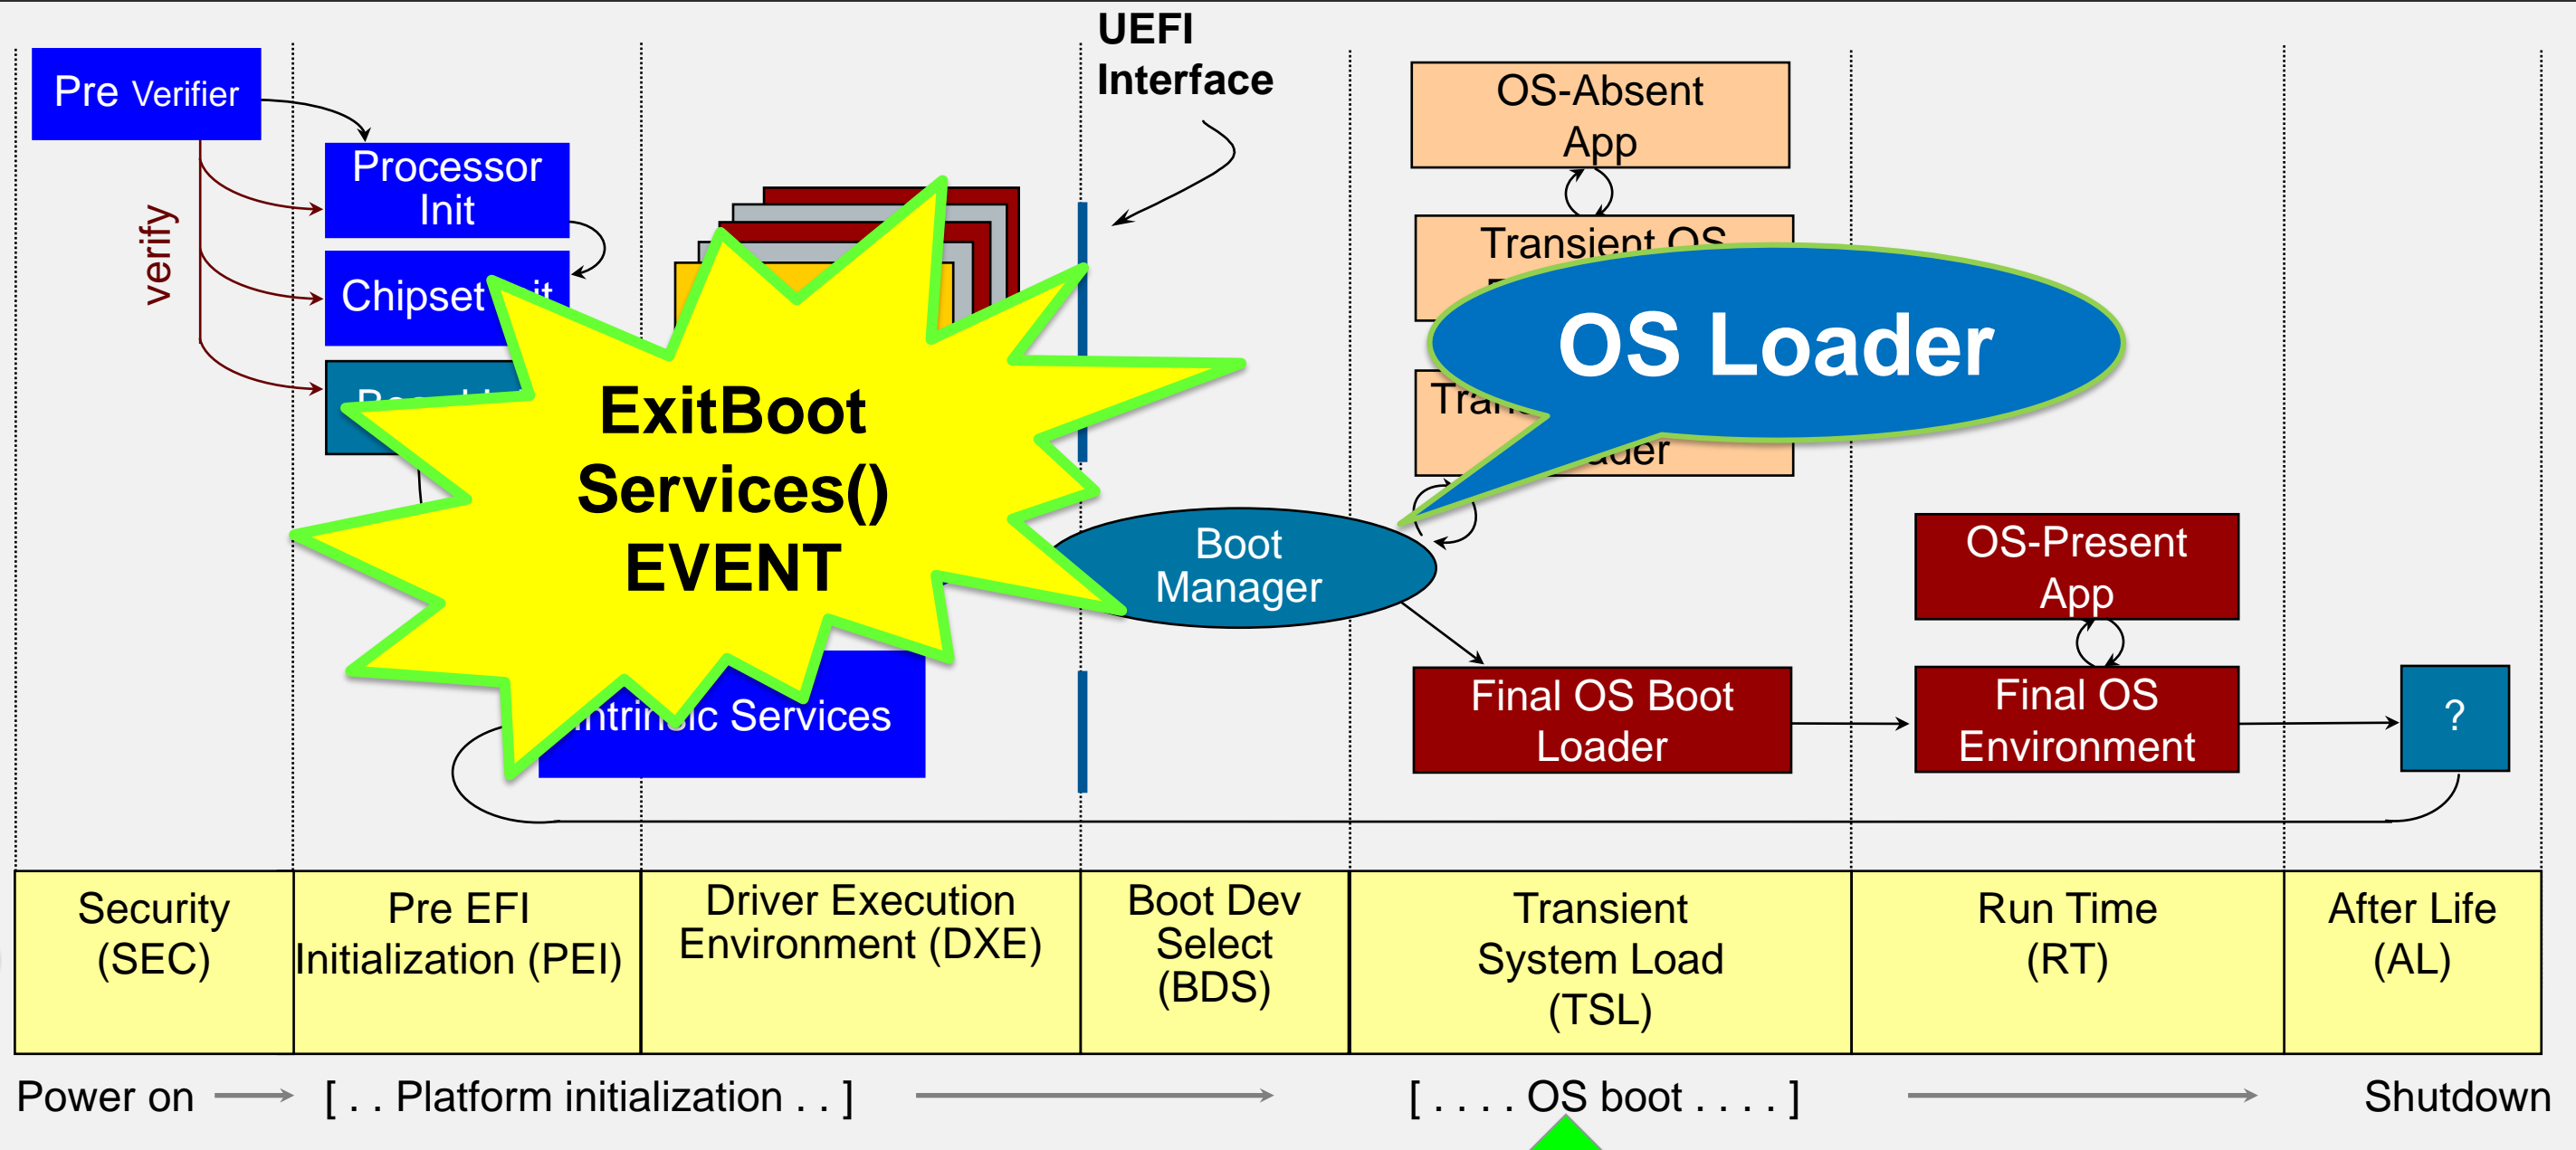 UEFI
Interface
Pre Verifier
verify
Processor
Init
Chipset
ExitBoot
Services()
EVENT
Services
OS-Absent
App
Transient OS
OS Loader
Boot
Manager
OS-Present
App
Final OS Boot
Loader
Final OS
Environment
?
Security
(SEC)
Pre EFI
Initialization (PEI)
Driver Execution
Environment (DXE)
Boot Dev
Select
(BDS)
Transient
System Load
(TSL)
Run Time
(RT)
After Life
(AL)
Power on
[ . . Platform initialization . . ]
[ . . . . OS boot . . . . ]
Shutdown